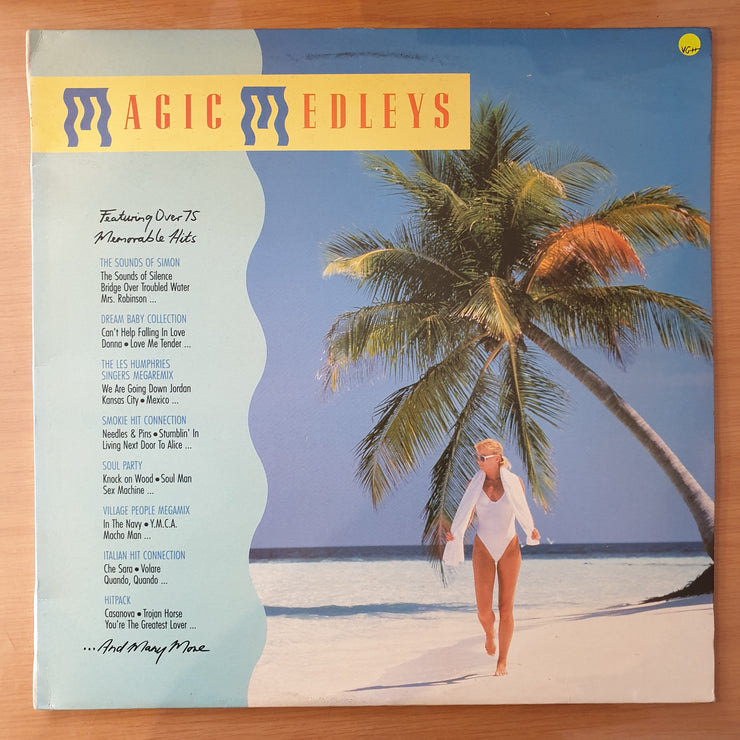 MAGIC MEDLEYS
VG+
Featuring Over 75
Memorable Hits
THE SOUNDS OF SIMON
The Sounds of Silence
Bridge Over Troubled Water
Mrs. Robinson ...
DREAM BABY COLLECTION
Can't Help Falling In Love
Donna • Love Me Tender ...
THE LES HUMPHRIES
SINGERS MEGAREMIX
We Are Going Down Jordan
Kansas City • Mexico ...
SMOKIE HIT CONNECTION
Needles & Pins • Stumblin' In
Living Next Door To Alice ...
SOUL PARTY
Knock on Wood • Soul Man
Sex Machine ...
VILLAGE PEOPLE MEGAMIX
In The Navy • Y.M.C.A.
Macho Man ...
ITALIAN HIT CONNECTION
Che Sara • Volare
Quando, Quando ...
HITPACK
Casanova • Trojan Horse
You're The Greatest Lover ...
...And Many More